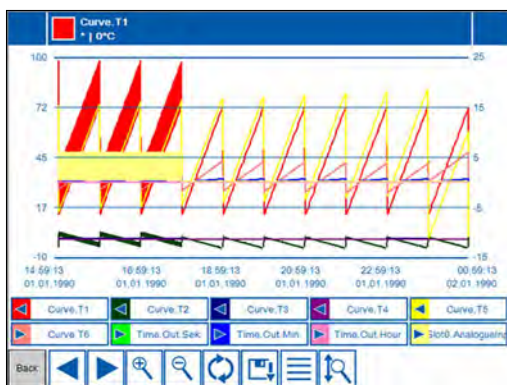 Curve.T1
* | 0°C
100
25
72
15
45
5
17
-5
-10
-15
14:59:13 16:59:13 18:59:13 20:59:13 22:59:13 00:59:13
01.01.1990 01.01.1990 01.01.1990 01.01.1990 01.01.1990 02.01.1990
Curve.T1 Curve.T2 Curve.T3 Curve.T4 Curve.T5
Curve.T6 Time.Out.Sek Time.Out.Min Time.Out.Hour
Back